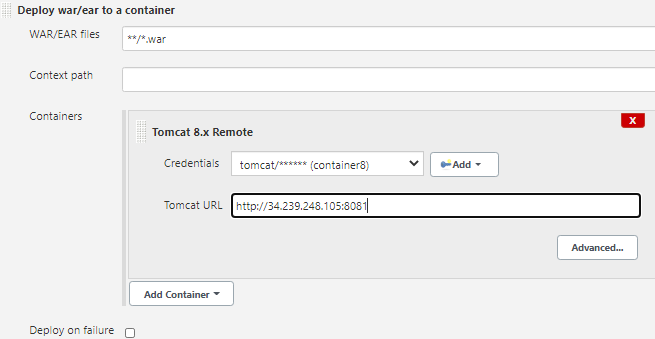 Deploy war/ear to a container
WAR/EAR files
**/*.war
Context path
Containers
X
Tomcat 8.x Remote
Credentials
tomcat/****** (container8)
Add
Tomcat URL
http://34.239.248.105:8081
Advanced...
Add Container
Deploy on failure